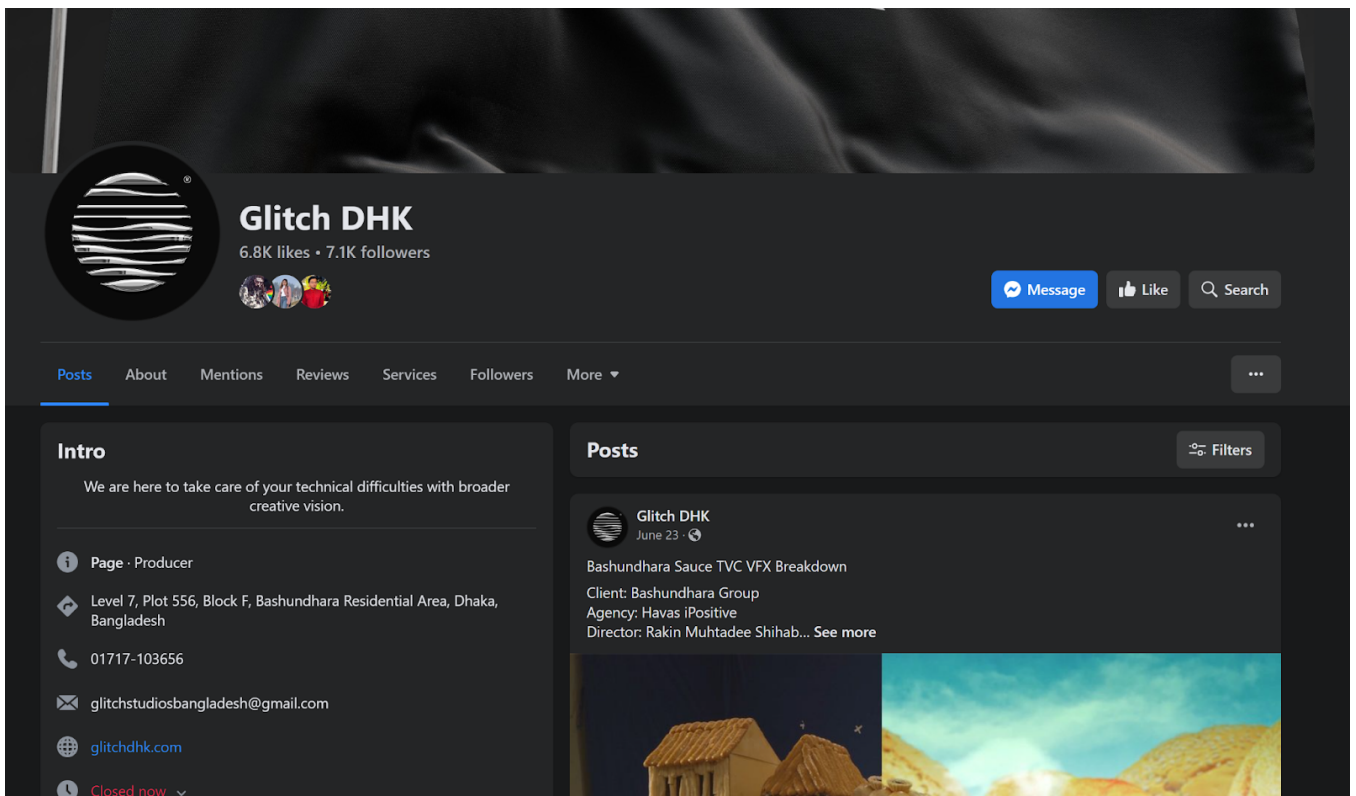 ®
Glitch DHK
6.8K likes • 7.1K followers
Message
Like
Search
Posts
About
Mentions
Reviews
Services
Followers
More
Intro
We are here to take care of your technical difficulties with broader
creative vision.
Page · Producer
Level 7, Plot 556, Block F, Bashundhara Residential Area, Dhaka,
Bangladesh
01717-103656
glitchstudiosbangladesh@gmail.com
glitchdhk.com
Closed now
Posts
Filters
Glitch DHK
June 23 ·
Bashundhara Sauce TVC VFX Breakdown
Client: Bashundhara Group
Agency: Havas iPositive
Director: Rakin Muhtadee Shihab... See more